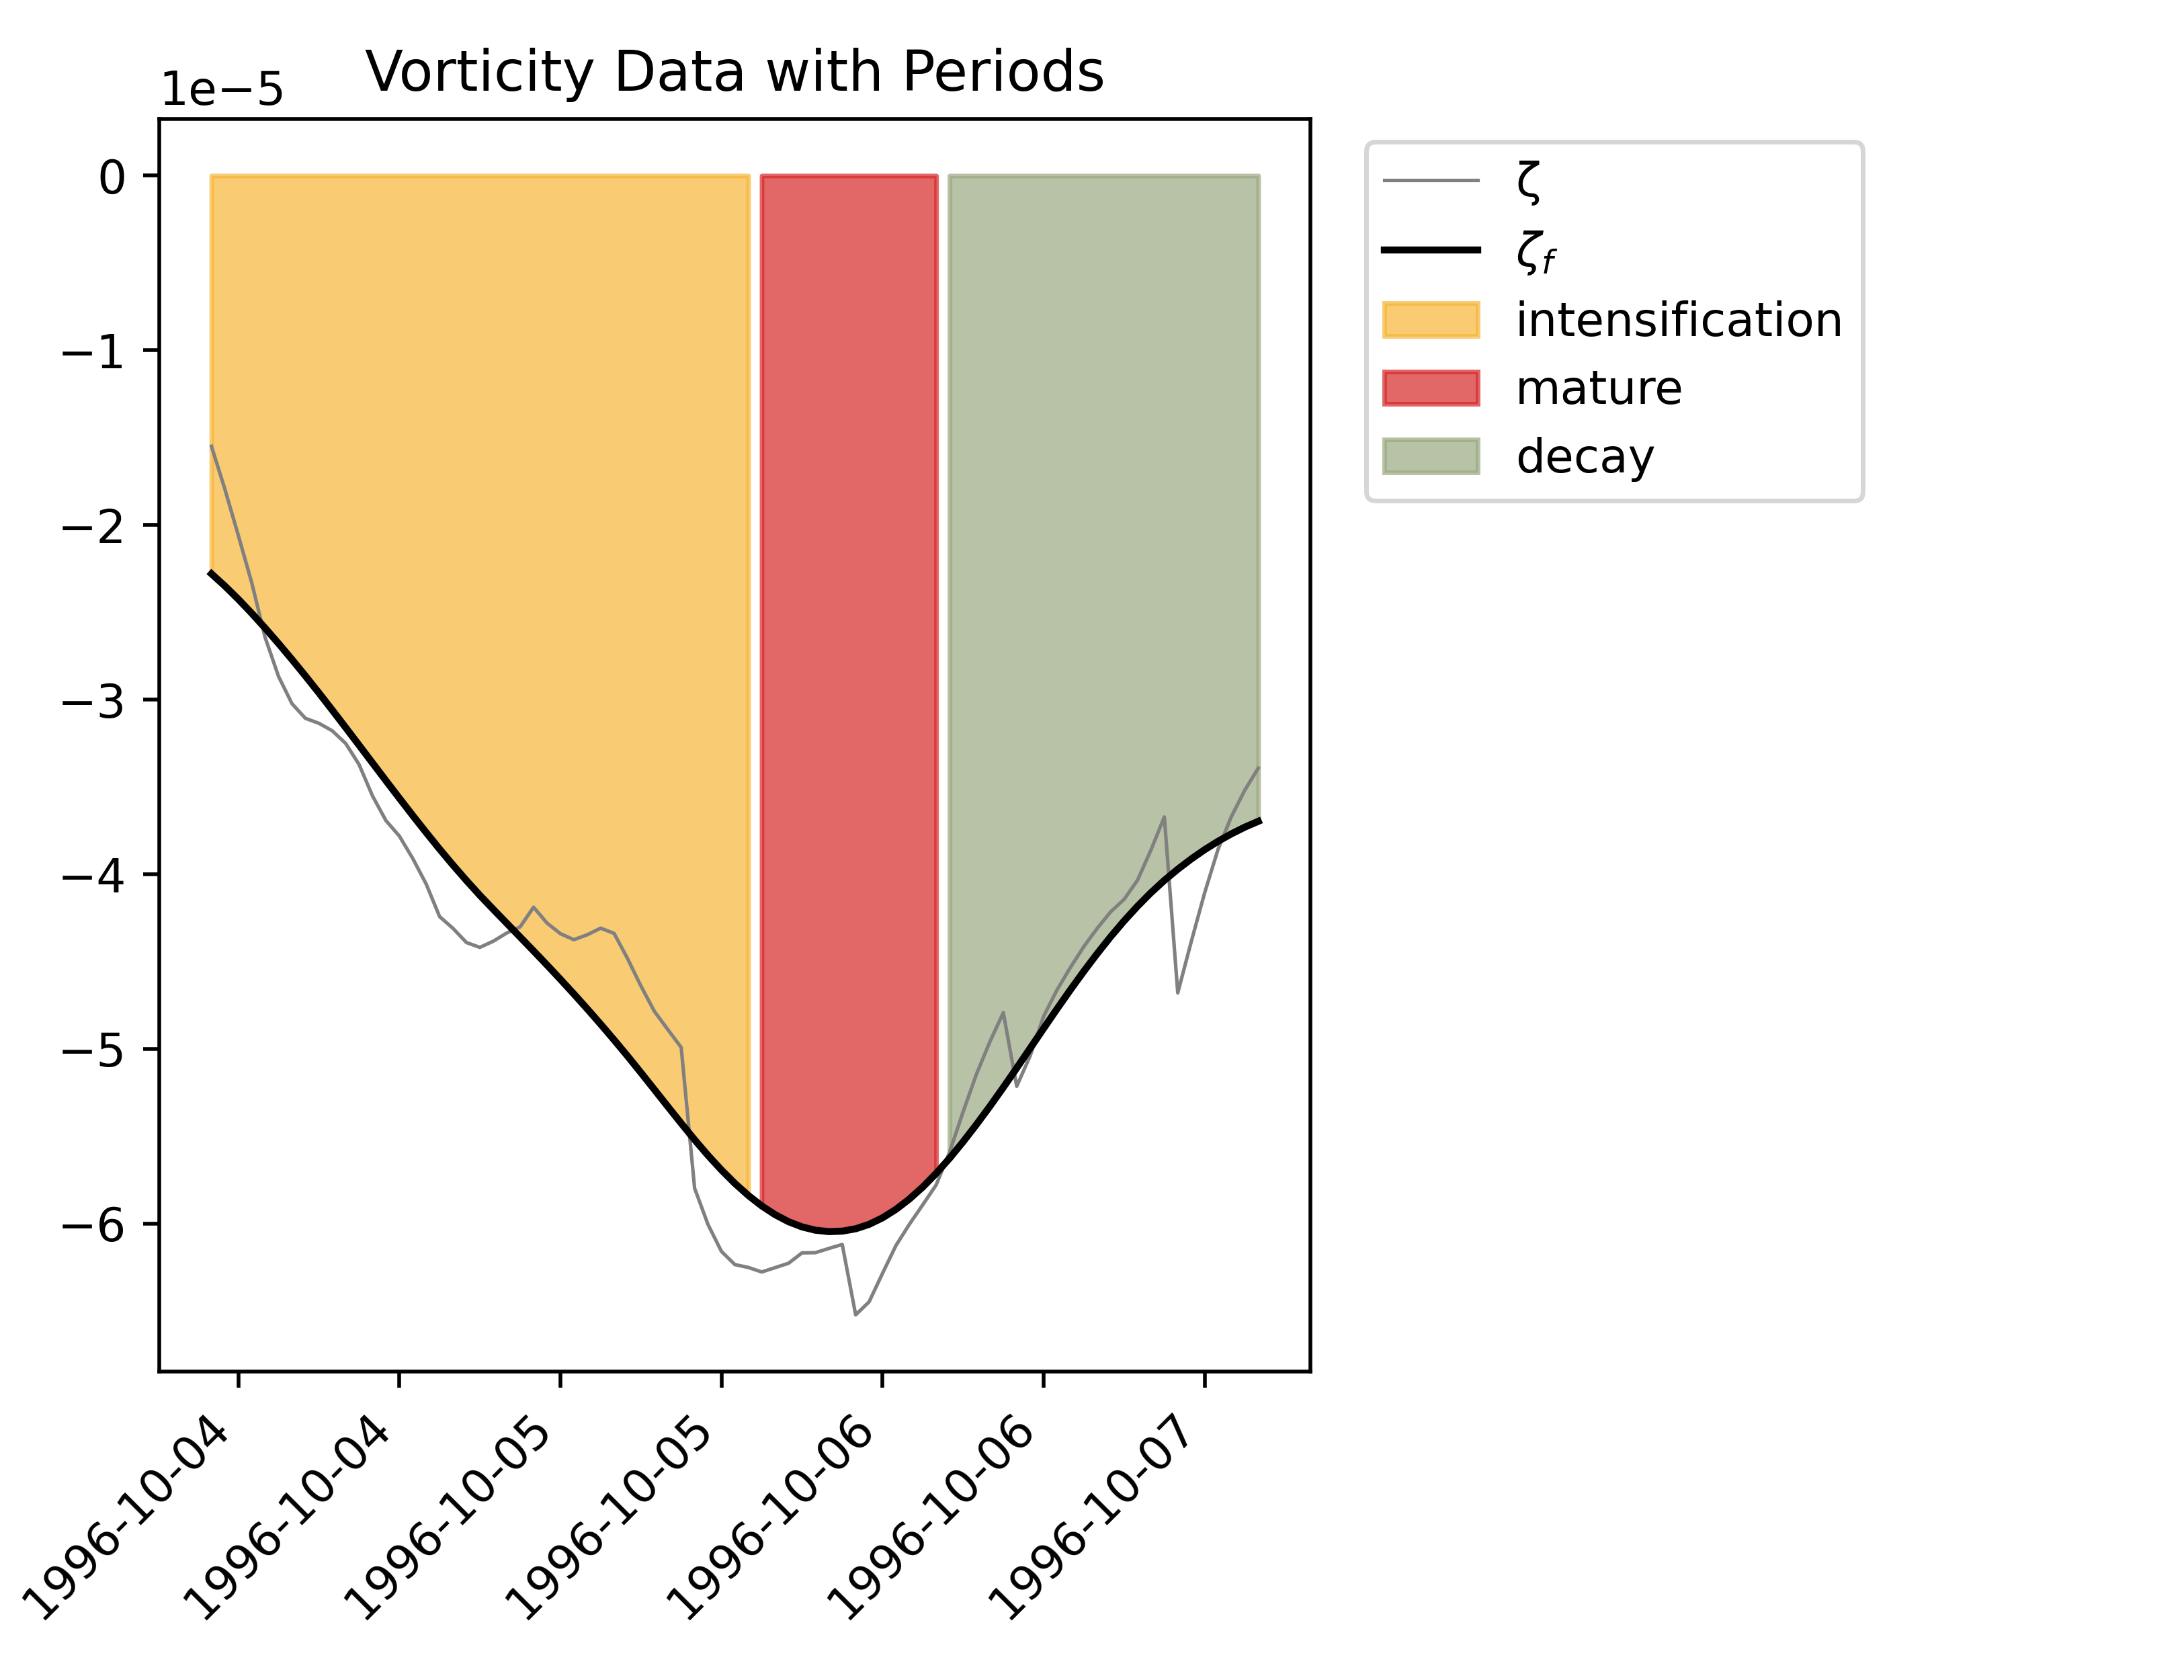 Vorticity Data with Periods
1e−5
0
−1
−2
−3
−4
−5
−6
1996-10-04
1996-10-04
1996-10-05
1996-10-05
1996-10-06
1996-10-06
1996-10-07
ζ
ζf
intensification
mature
decay